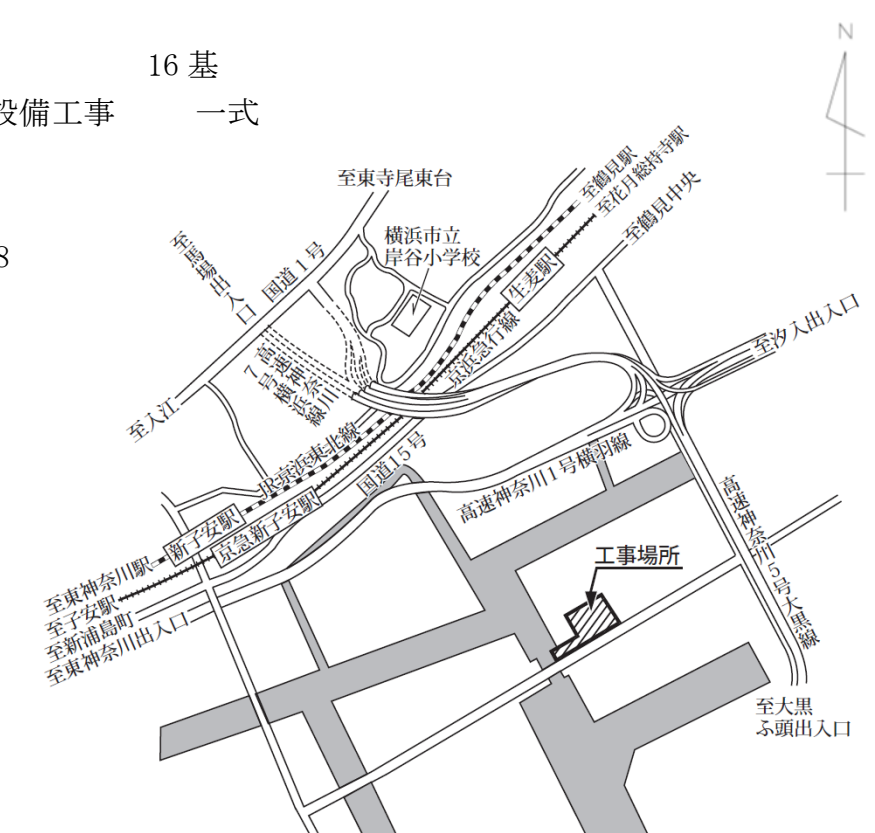 16 基
設備工事 一式
8
N
至東寺尾東台
至鶴見駅
至花月総持寺駅
至鶴見中央
横浜市立
岸谷小学校
至馬場出入口
国道1号
生麦駅
京浜急行線
至汐入出入口
高速神奈川
7号横浜線
至入江
JR京浜東北線
国道15号
高速神奈川1号横羽線
新子安駅
京急新子安駅
高速神奈川5号大黒線
工事場所
至東神奈川駅
至子安駅
至新浦島町
至東神奈川出入口
至大黒
ふ頭出入口